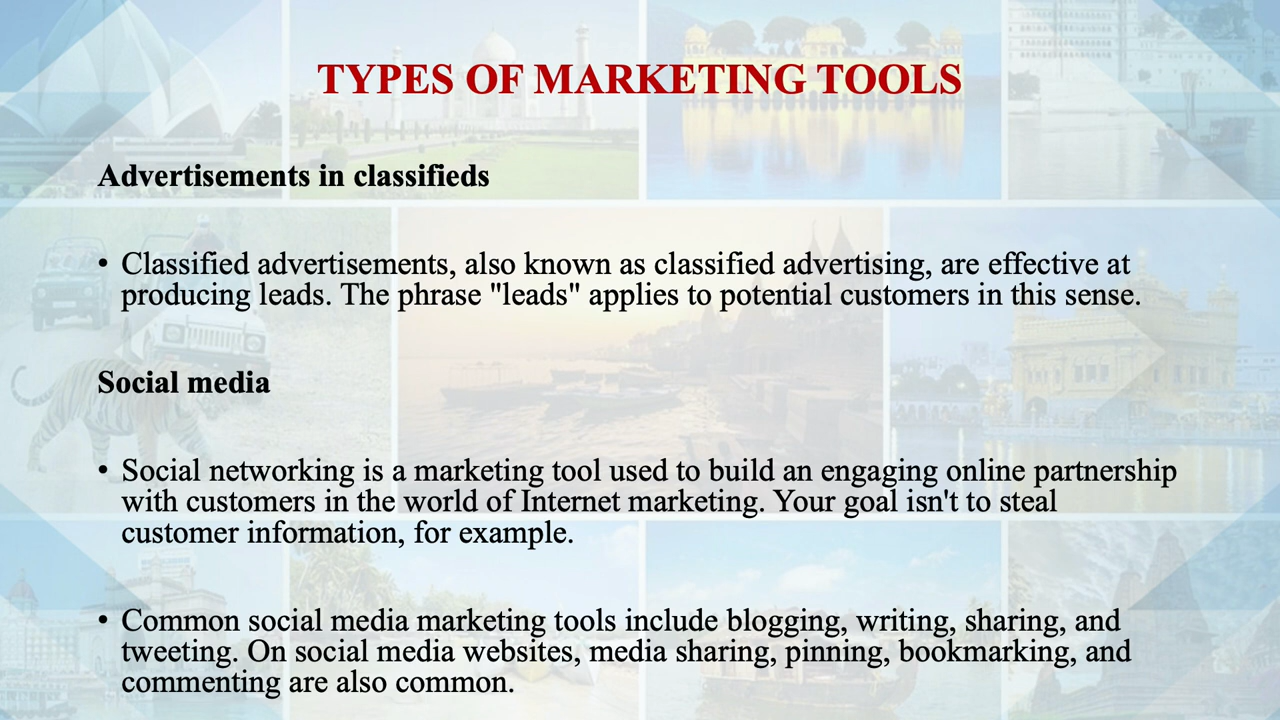 TYPES OF MARKETING TOOLS
Advertisements in classifieds
• Classified advertisements, also known as classified advertising, are effective at
producing leads. The phrase "leads" applies to potential customers in this sense.
Social media
• Social networking is a marketing tool used to build an engaging online partnership
with customers in the world of Internet marketing. Your goal isn't to steal
customer information, for example.
• Common social media marketing tools include blogging, writing, sharing, and
tweeting. On social media websites, media sharing, pinning, bookmarking, and
commenting are also common.